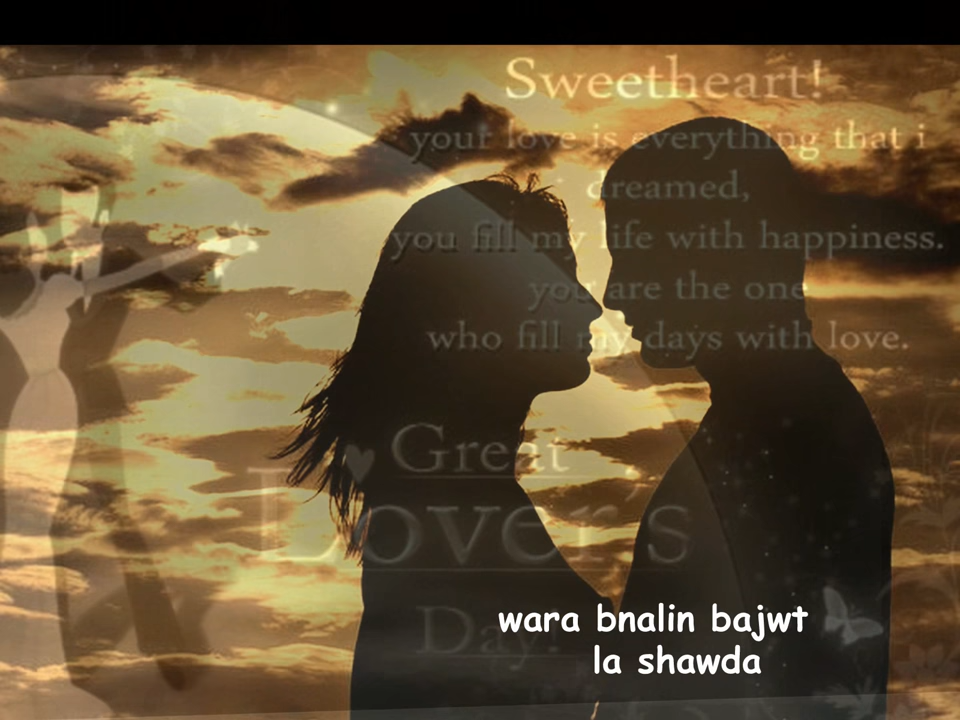 Sweetheart!
your love is everything that i
dreamed,
you fill my life with happiness.
you are the one
who fill my days with love.
Great
Lover's
Day!
wara bnalin bajwt
la shawda